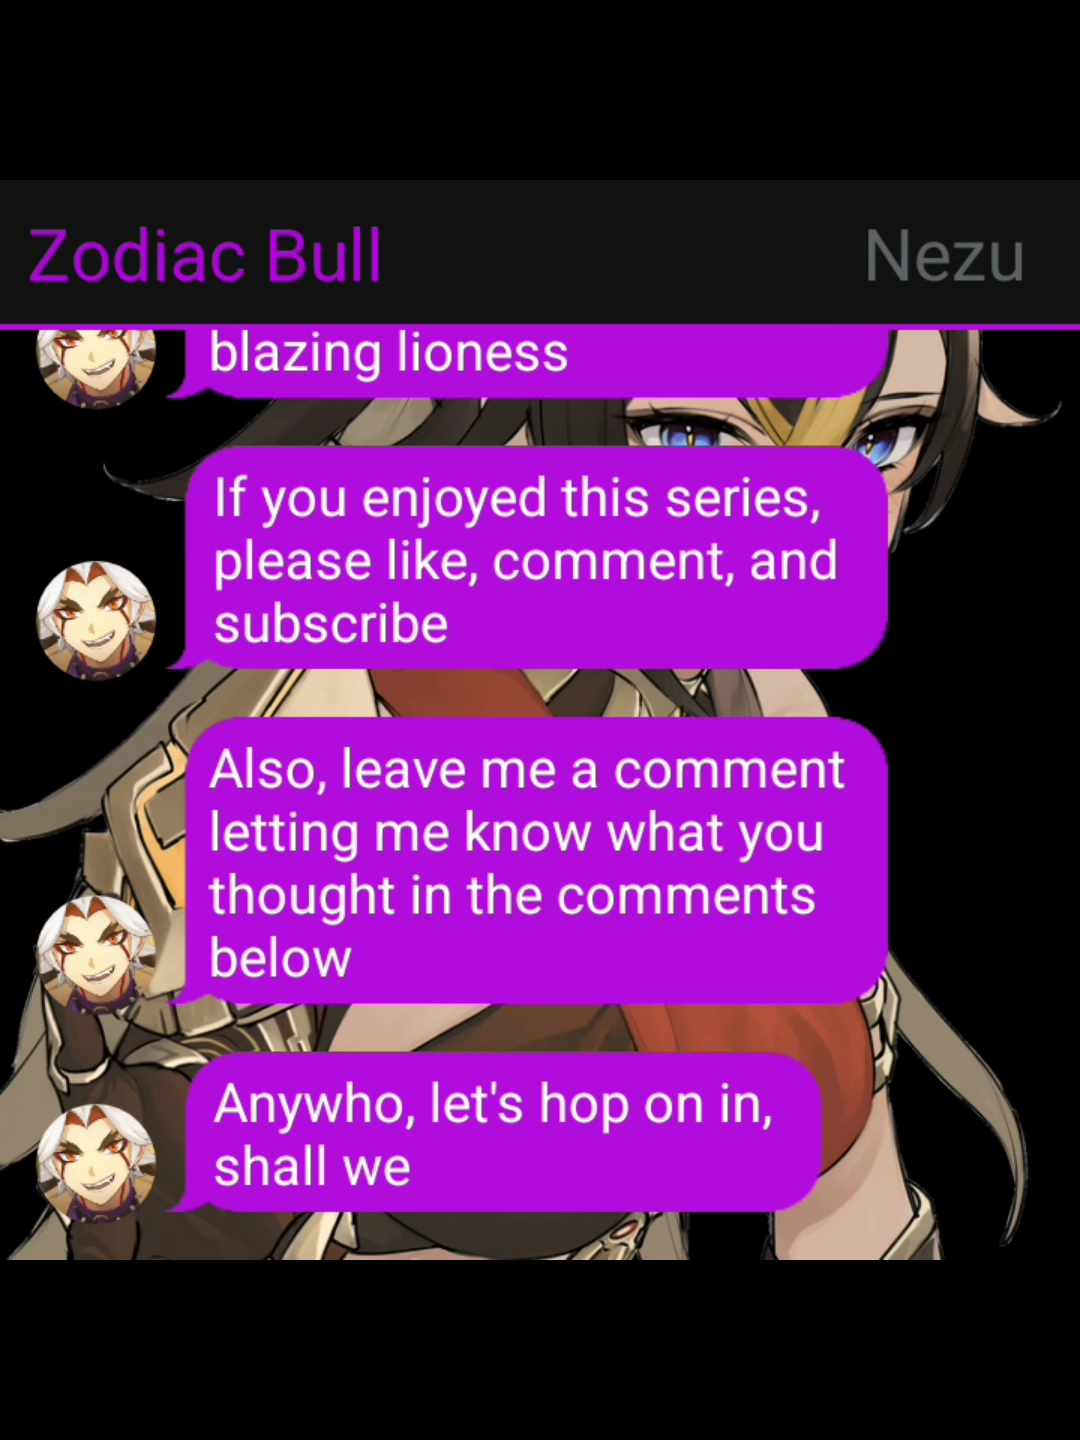 Zodiac Bull
Nezu
blazing lioness
If you enjoyed this series,
please like, comment, and
subscribe
Also, leave me a comment
letting me know what you
thought in the comments
below
Anywho, let's hop on in,
shall we